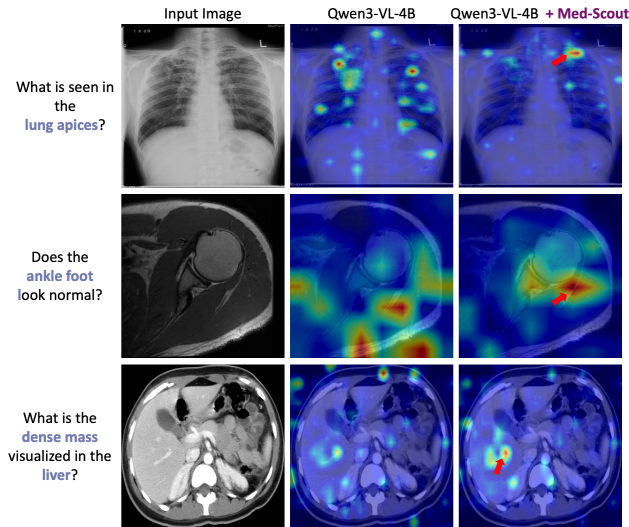 Input Image
Qwen3-VL-4B
Qwen3-VL-4B + Med-Scout
What is seen in
the
lung apices?
L
L
L
Does the
ankle foot
look normal?
What is the
dense mass
visualized in the
liver?